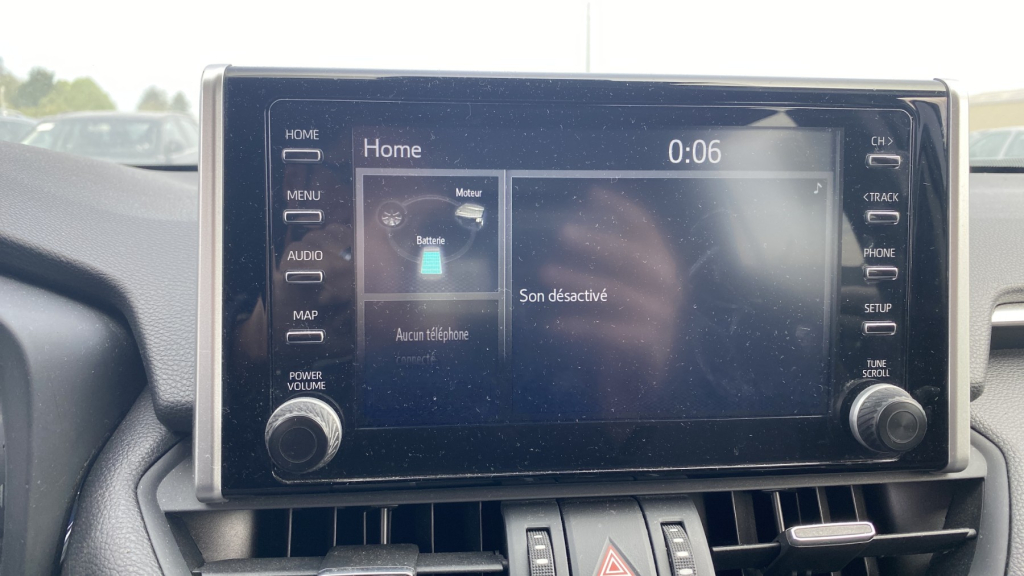 HOME
MENU
AUDIO
MAP
POWER
VOLUME
Home
0:06
Moteur
Batterie
Aucun téléphone
connecté
Son désactivé
CH >
< TRACK
PHONE
SETUP
TUNE
SCROLL